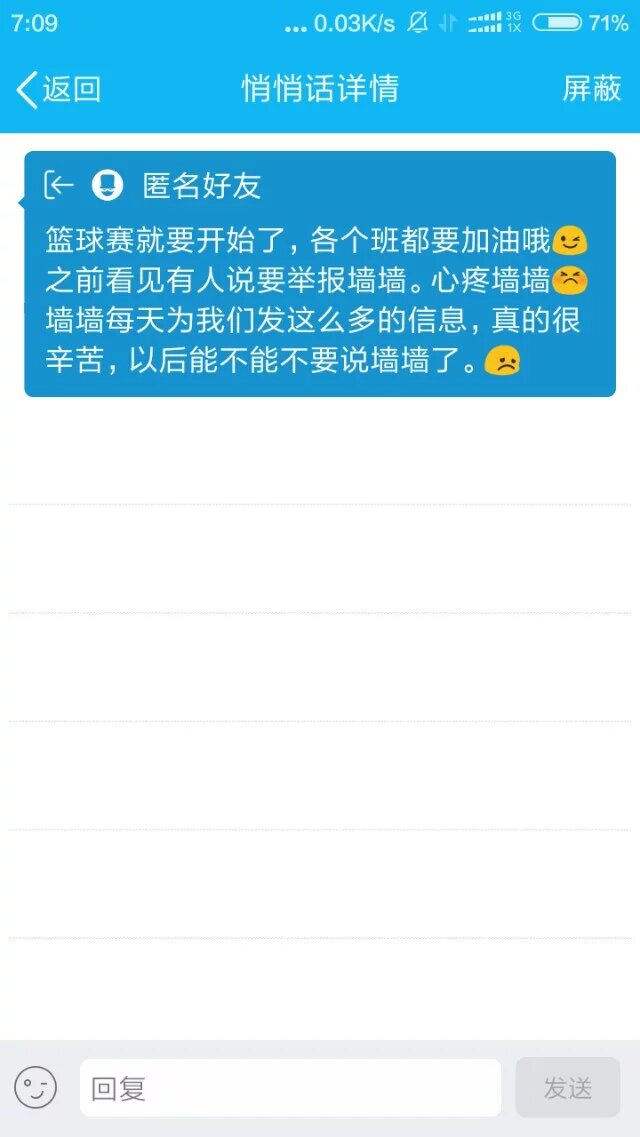 7:09 ... 0.03K/s 3G 1X 71%
返回 悄悄话详情 屏蔽
匿名好友
篮球赛就要开始了，各个班都要加油哦😉
之前看见有人说要举报墙墙。心疼墙墙😣
墙墙每天为我们发这么多的信息，真的很
辛苦，以后能不能不要说墙墙了。😞
回复 发送